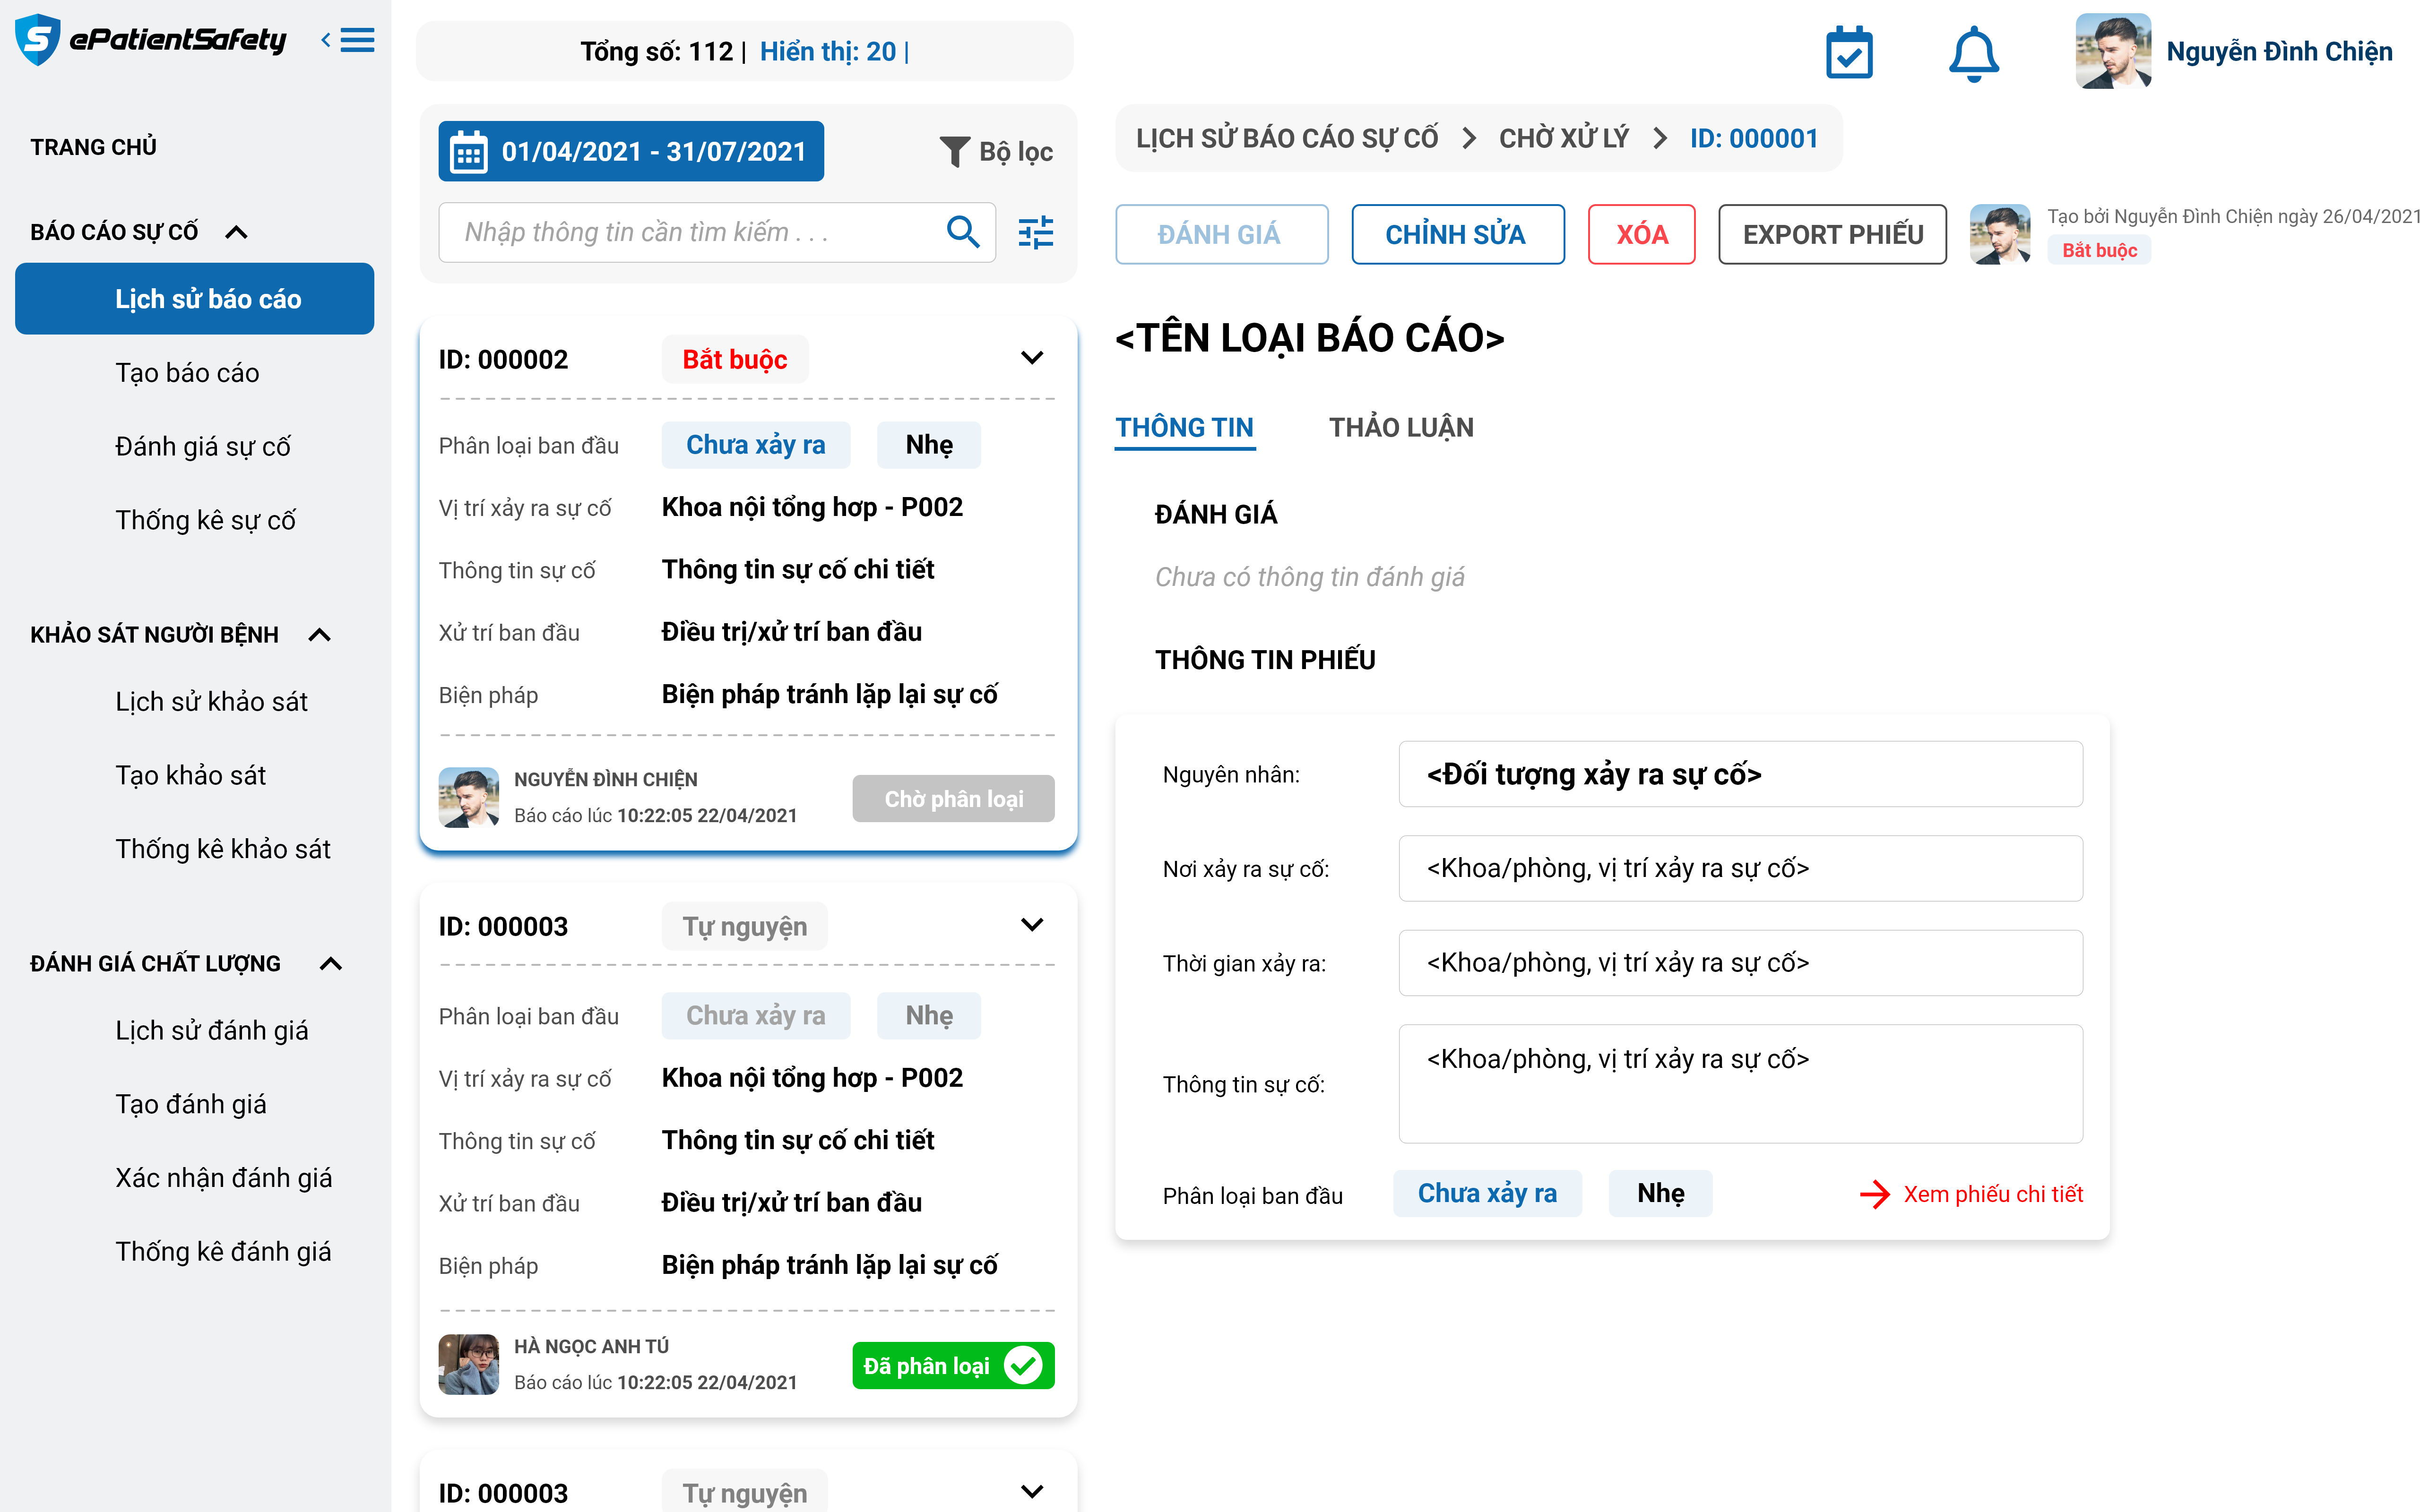 ePatientSafety
TRANG CHỦ
BÁO CÁO SỰ CỐ
Lịch sử báo cáo
Tạo báo cáo
Đánh giá sự cố
Thống kê sự cố
KHẢO SÁT NGƯỜI BỆNH
Lịch sử khảo sát
Tạo khảo sát
Thống kê khảo sát
ĐÁNH GIÁ CHẤT LƯỢNG
Lịch sử đánh giá
Tạo đánh giá
Xác nhận đánh giá
Thống kê đánh giá
Tổng số: 112 | Hiển thị: 20 |
01/04/2021 - 31/07/2021 Bộ lọc
Nhập thông tin cần tìm kiếm . . .
ID: 000002 Bắt buộc
Phân loại ban đầu Chưa xảy ra Nhẹ
Vị trí xảy ra sự cố Khoa nội tổng hơp - P002
Thông tin sự cố Thông tin sự cố chi tiết
Xử trí ban đầu Điều trị/xử trí ban đầu
Biện pháp Biện pháp tránh lặp lại sự cố
NGUYỄN ĐÌNH CHIỆN
Báo cáo lúc 10:22:05 22/04/2021
Chờ phân loại
ID: 000003 Tự nguyện
Phân loại ban đầu Chưa xảy ra Nhẹ
Vị trí xảy ra sự cố Khoa nội tổng hơp - P002
Thông tin sự cố Thông tin sự cố chi tiết
Xử trí ban đầu Điều trị/xử trí ban đầu
Biện pháp Biện pháp tránh lặp lại sự cố
HÀ NGỌC ANH TÚ
Báo cáo lúc 10:22:05 22/04/2021
Đã phân loại
ID: 000003 Tự nguyện
Nguyễn Đình Chiện
LỊCH SỬ BÁO CÁO SỰ CỐ > CHỜ XỬ LÝ > ID: 000001
ĐÁNH GIÁ CHỈNH SỬA XÓA EXPORT PHIẾU
Tạo bởi Nguyễn Đình Chiện ngày 26/04/2021
Bắt buộc
<TÊN LOẠI BÁO CÁO>
THÔNG TIN THẢO LUẬN
ĐÁNH GIÁ
Chưa có thông tin đánh giá
THÔNG TIN PHIẾU
Nguyên nhân: <Đối tượng xảy ra sự cố>
Nơi xảy ra sự cố: <Khoa/phòng, vị trí xảy ra sự cố>
Thời gian xảy ra: <Khoa/phòng, vị trí xảy ra sự cố>
Thông tin sự cố: <Khoa/phòng, vị trí xảy ra sự cố>
Phân loại ban đầu Chưa xảy ra Nhẹ Xem phiếu chi tiết